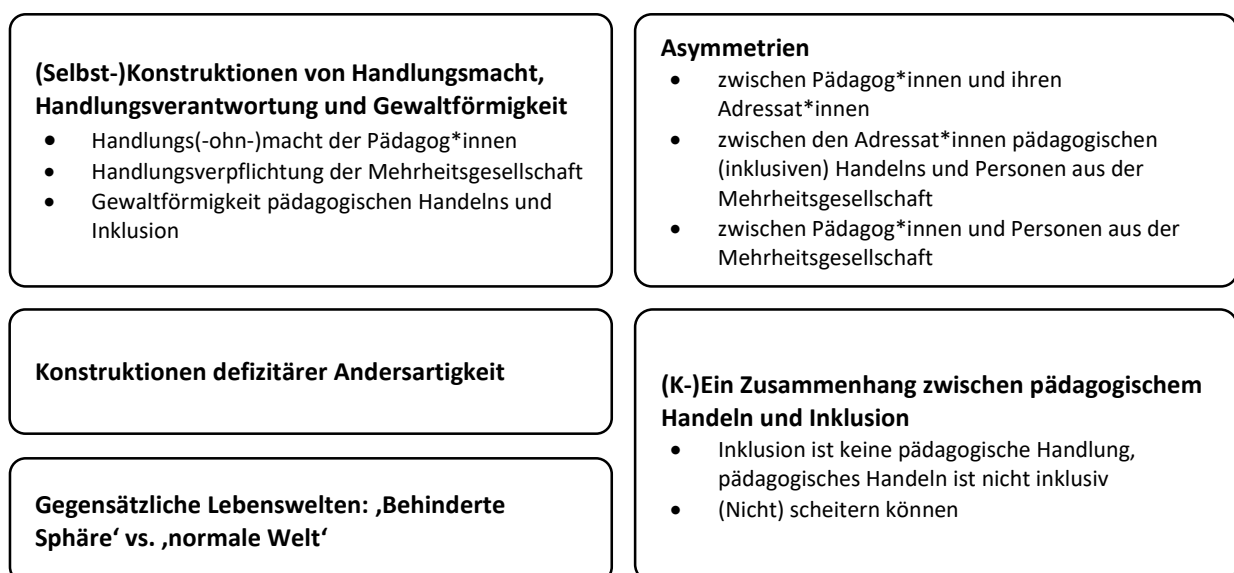 (Selbst-)Konstruktionen von Handlungsmacht,
Handlungsverantwortung und Gewaltförmigkeit
• Handlungs(-ohn-)macht der Pädagog*innen
• Handlungsverpflichtung der Mehrheitsgesellschaft
• Gewaltförmigkeit pädagogischen Handelns und
Inklusion
Asymmetrien
• zwischen Pädagog*innen und ihren
Adressat*innen
• zwischen den Adressat*innen pädagogischen
(inklusiven) Handelns und Personen aus der
Mehrheitsgesellschaft
• zwischen Pädagog*innen und Personen aus der
Mehrheitsgesellschaft
Konstruktionen defizitärer Andersartigkeit
Gegensätzliche Lebenswelten: ‚Behinderte
Sphäre‘ vs. ‚normale Welt‘
(K-)Ein Zusammenhang zwischen pädagogischem
Handeln und Inklusion
• Inklusion ist keine pädagogische Handlung,
pädagogisches Handeln ist nicht inklusiv
• (Nicht) scheitern können